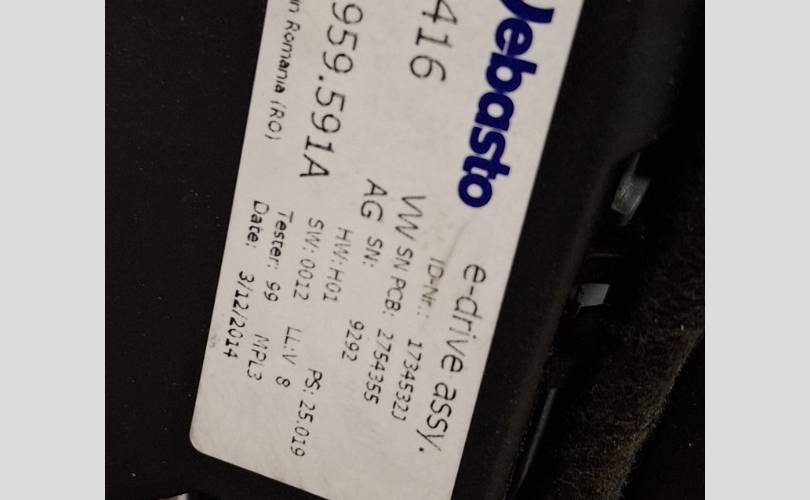 Webasto e-drive assy.
ID-Nr.:
416 VW SN PCB: 2754355
AG SN: 9292
959.591A HW: H01
SW: 0012 PS: 25.019
in Romania (RO) Tester: 99 LL: V 8
Date: 3/12/2014 MPL3